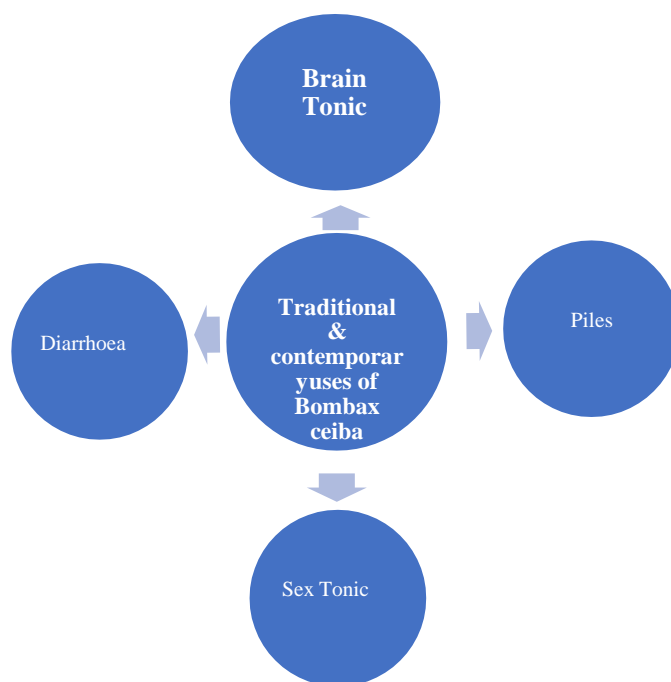 Brain
Tonic
Traditional
&
contemporar
yuses of
Bombax
ceiba
Piles
Diarrhoea
Sex Tonic